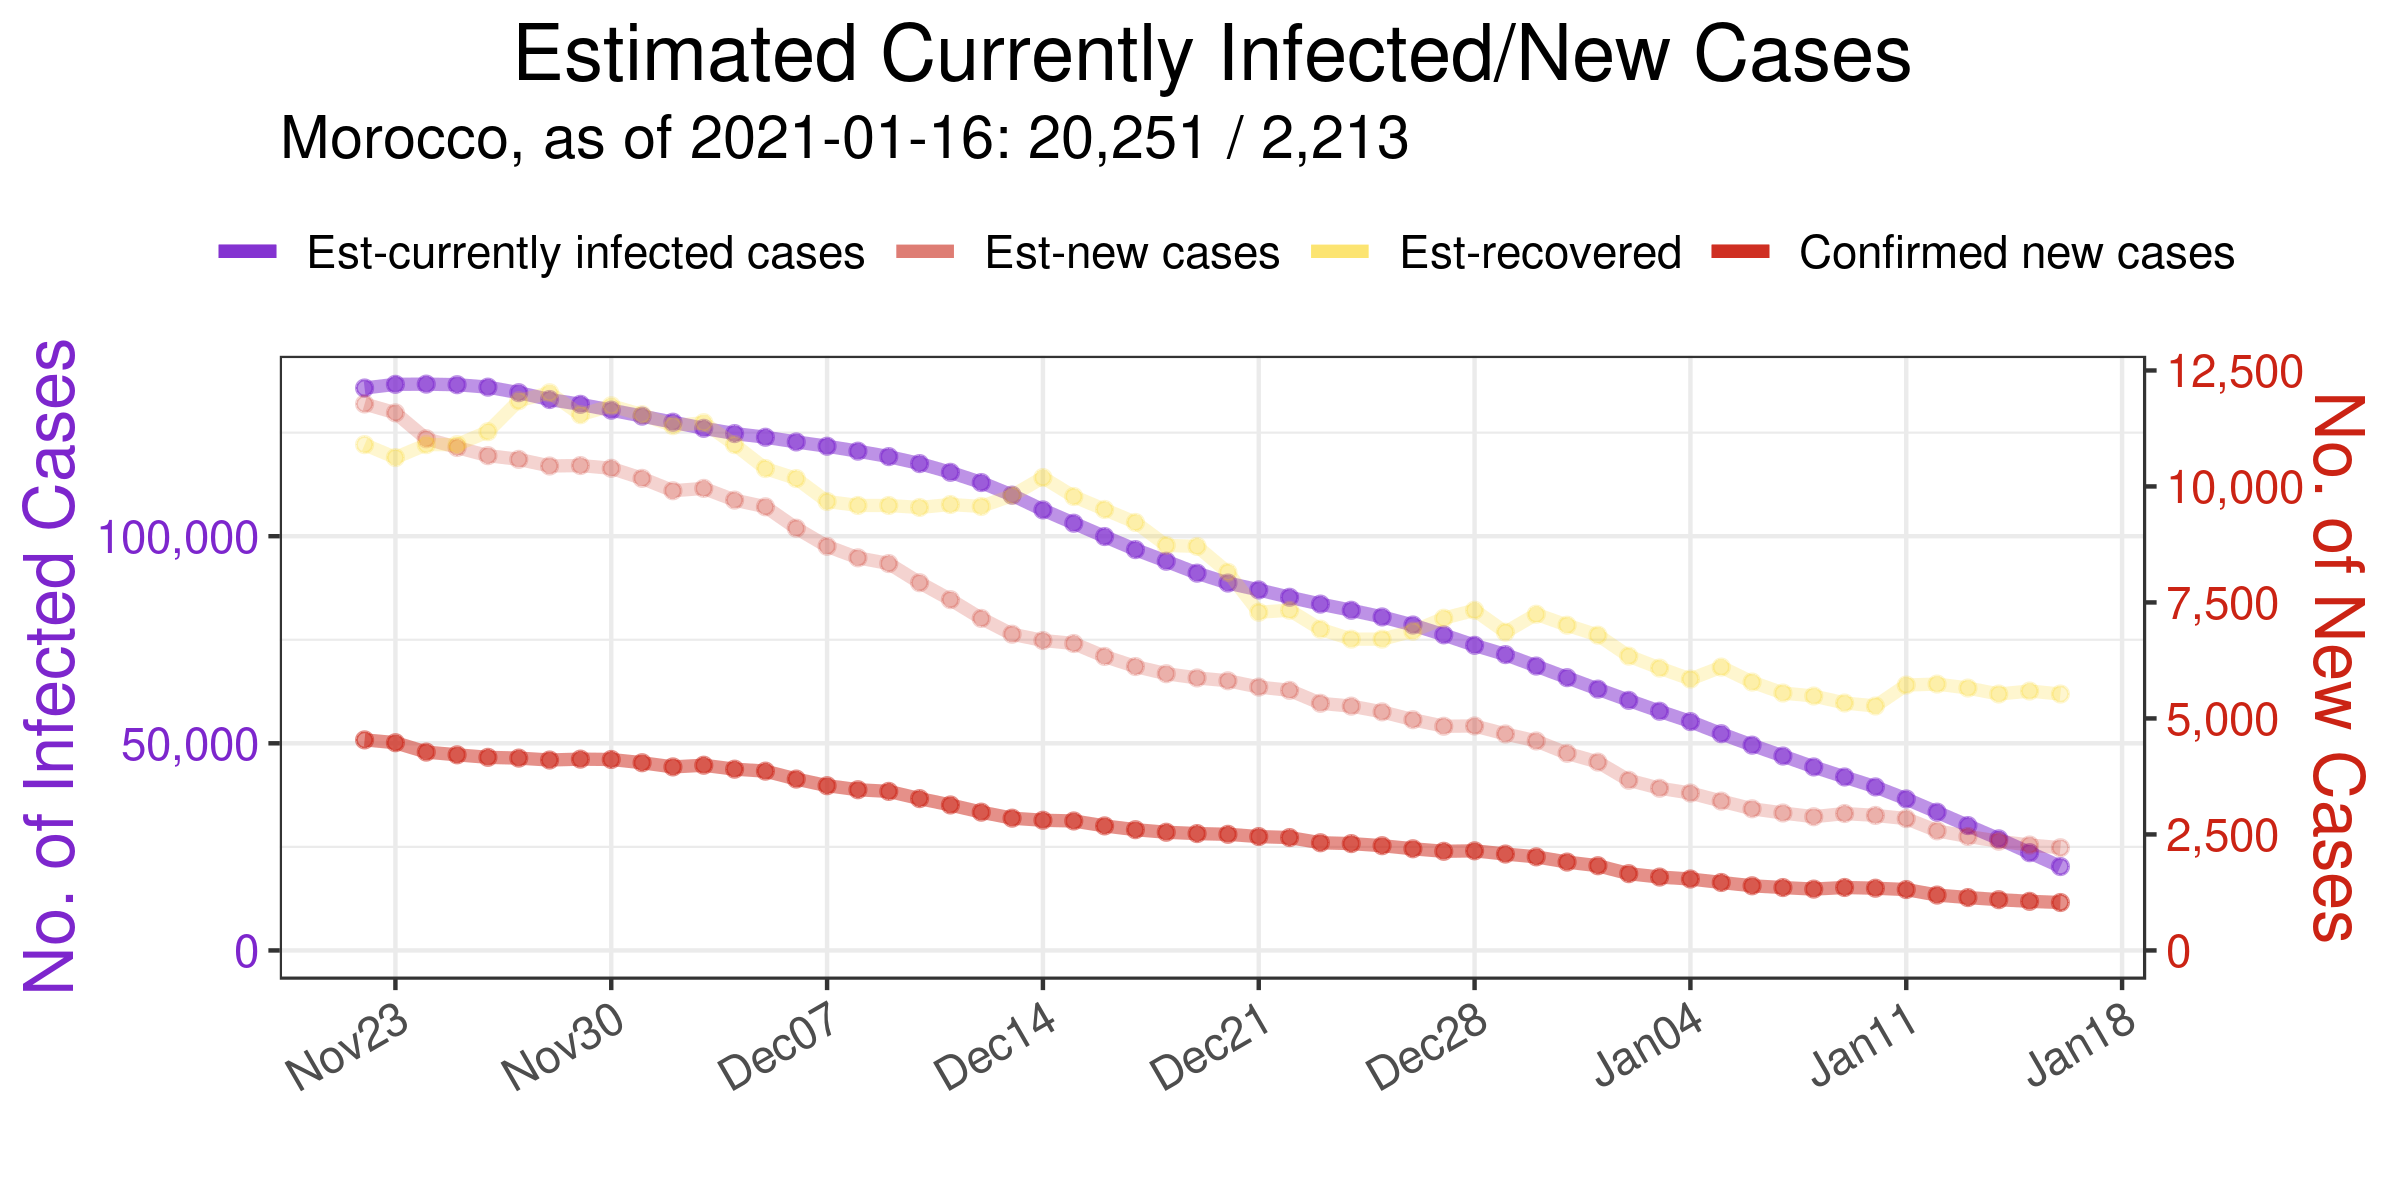 Estimated Currently Infected/New Cases
Morocco, as of 2021-01-16: 20,251 / 2,213
Est-currently infected cases Est-new cases Est-recovered Confirmed new cases
No. of Infected Cases
100,000
50,000
0
12,500
10,000
7,500
5,000
2,500
0
No. of New Cases
Nov23 Nov30 Dec07 Dec14 Dec21 Dec28 Jan04 Jan11 Jan18